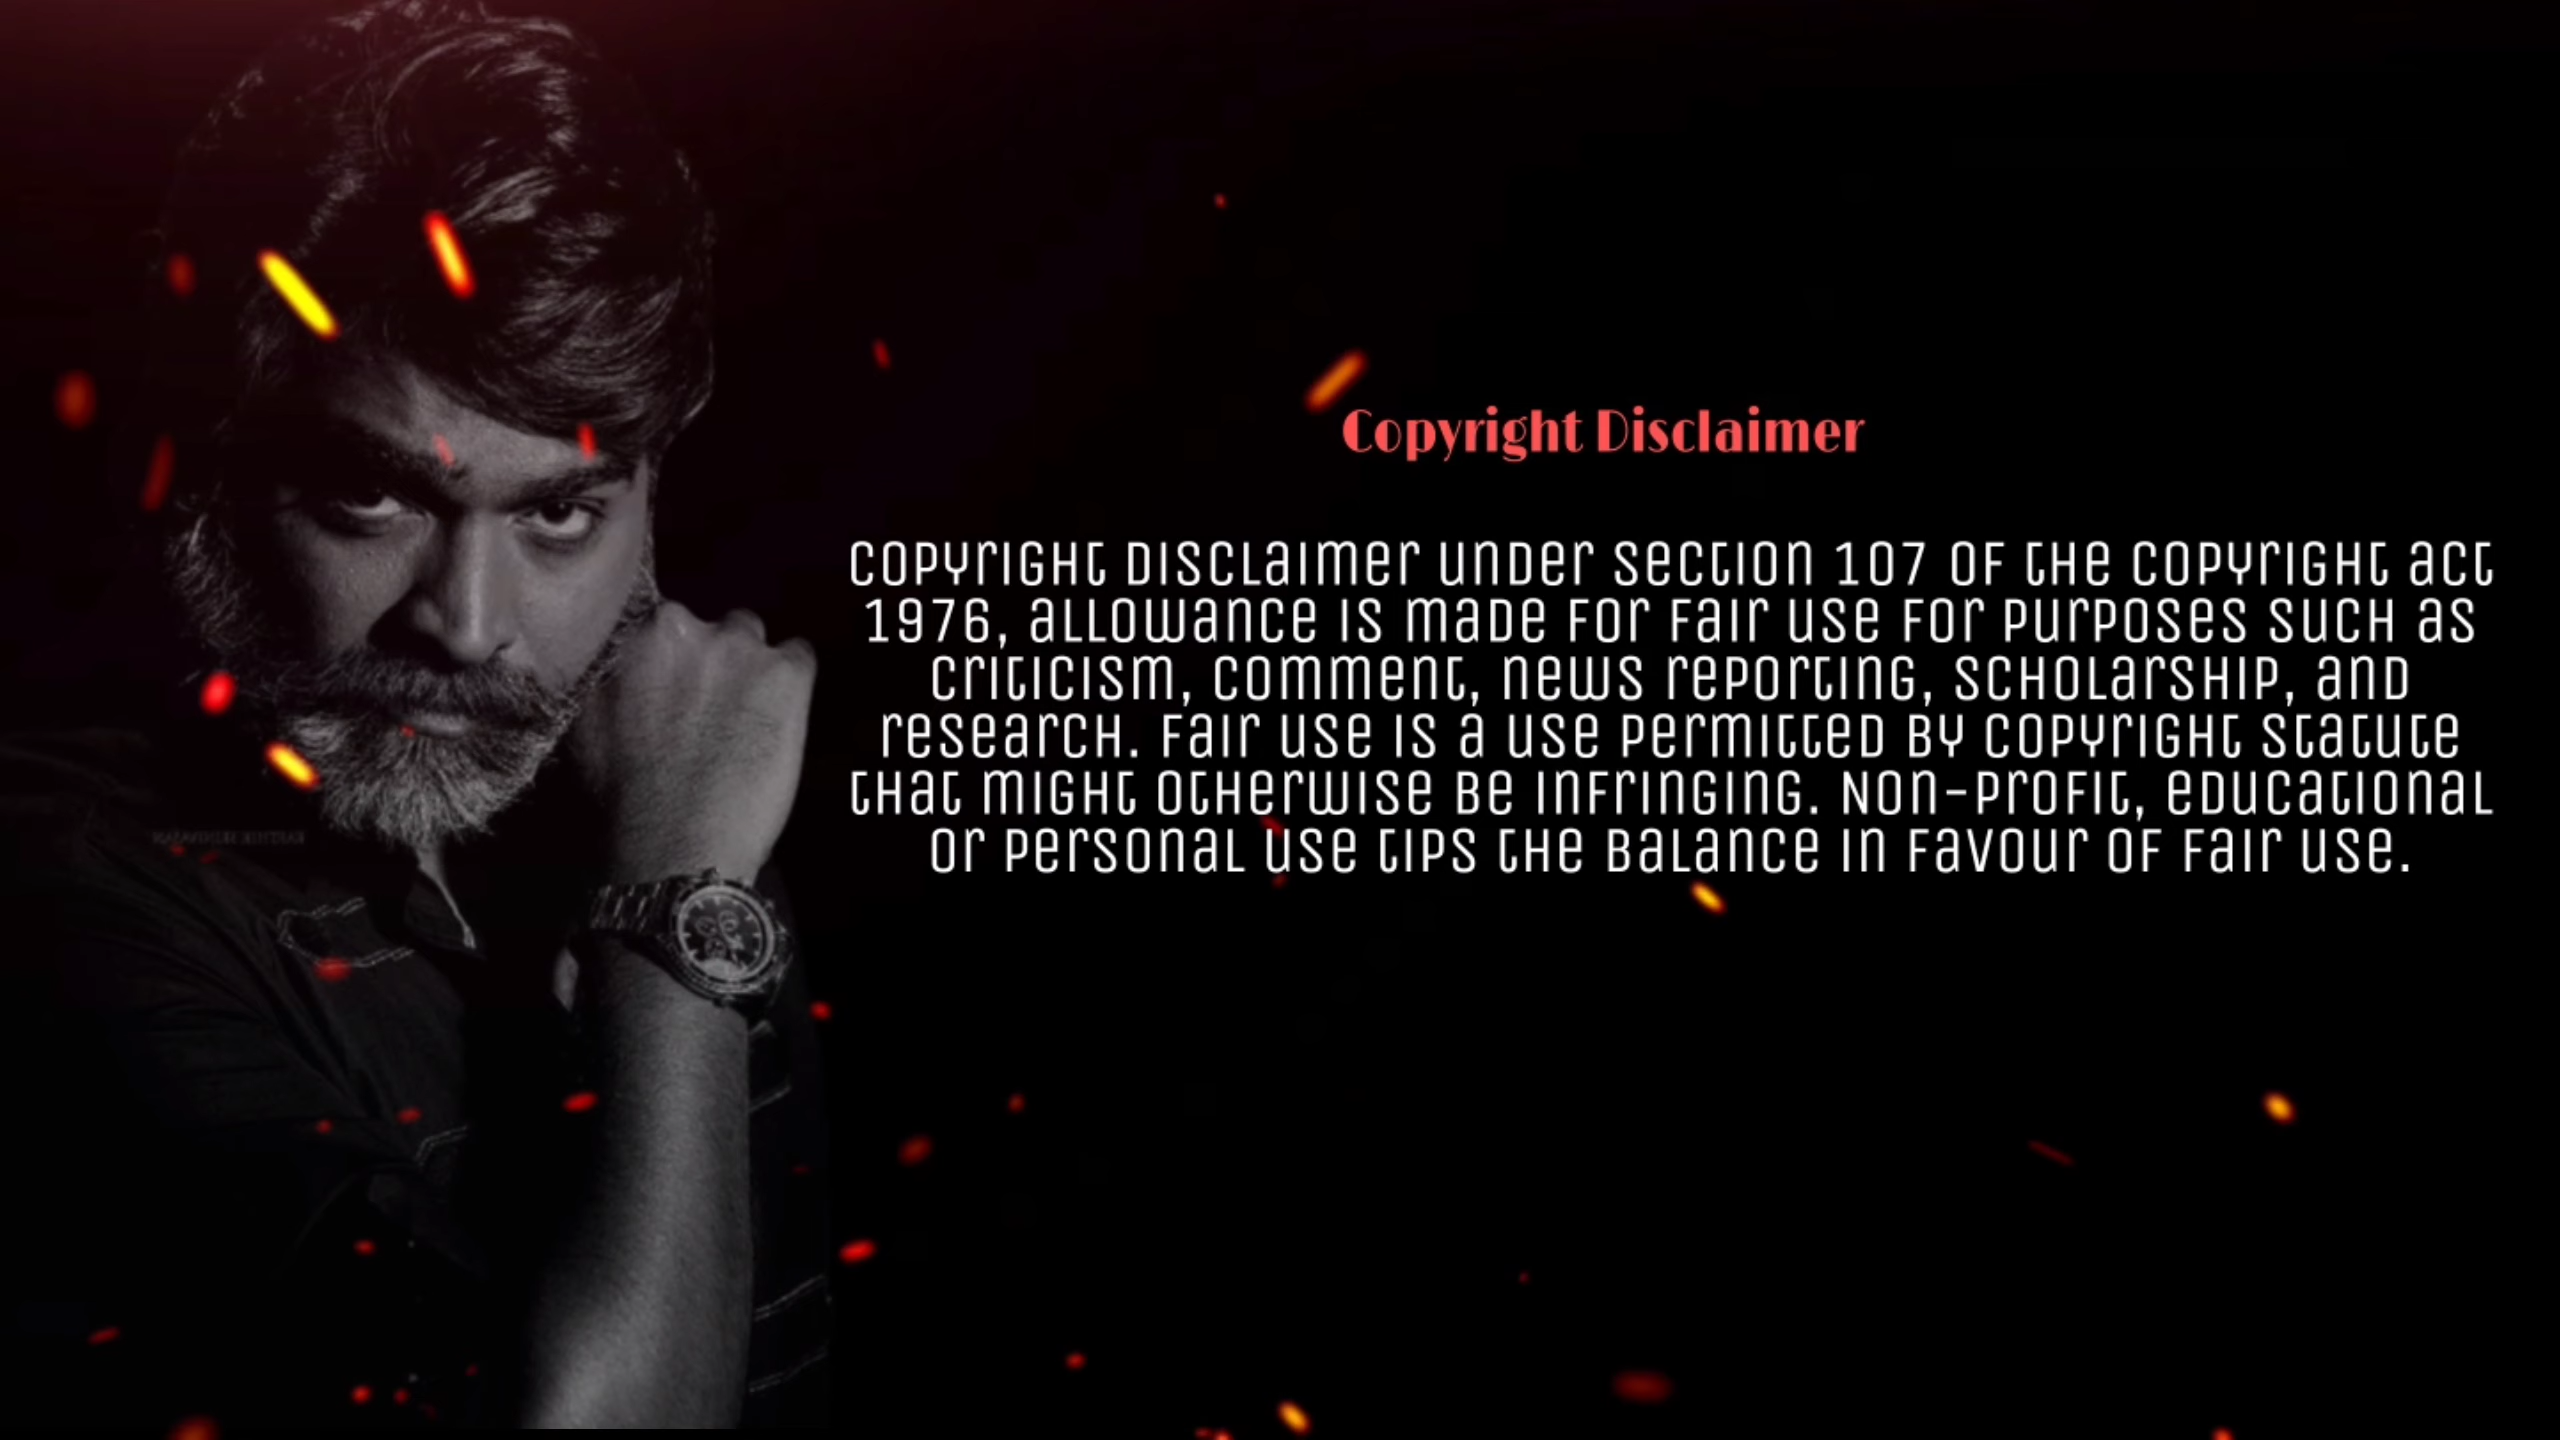 Copyright Disclaimer
Copyright Disclaimer under section 107 of the Copyright Act
1976, allowance is made for fair use for purposes such as
criticism, comment, news reporting, scholarship, and
research. Fair use is a use permitted by copyright statute
that might otherwise be infringing. Non-profit, educational
or personal use tips the balance in favour of fair use.